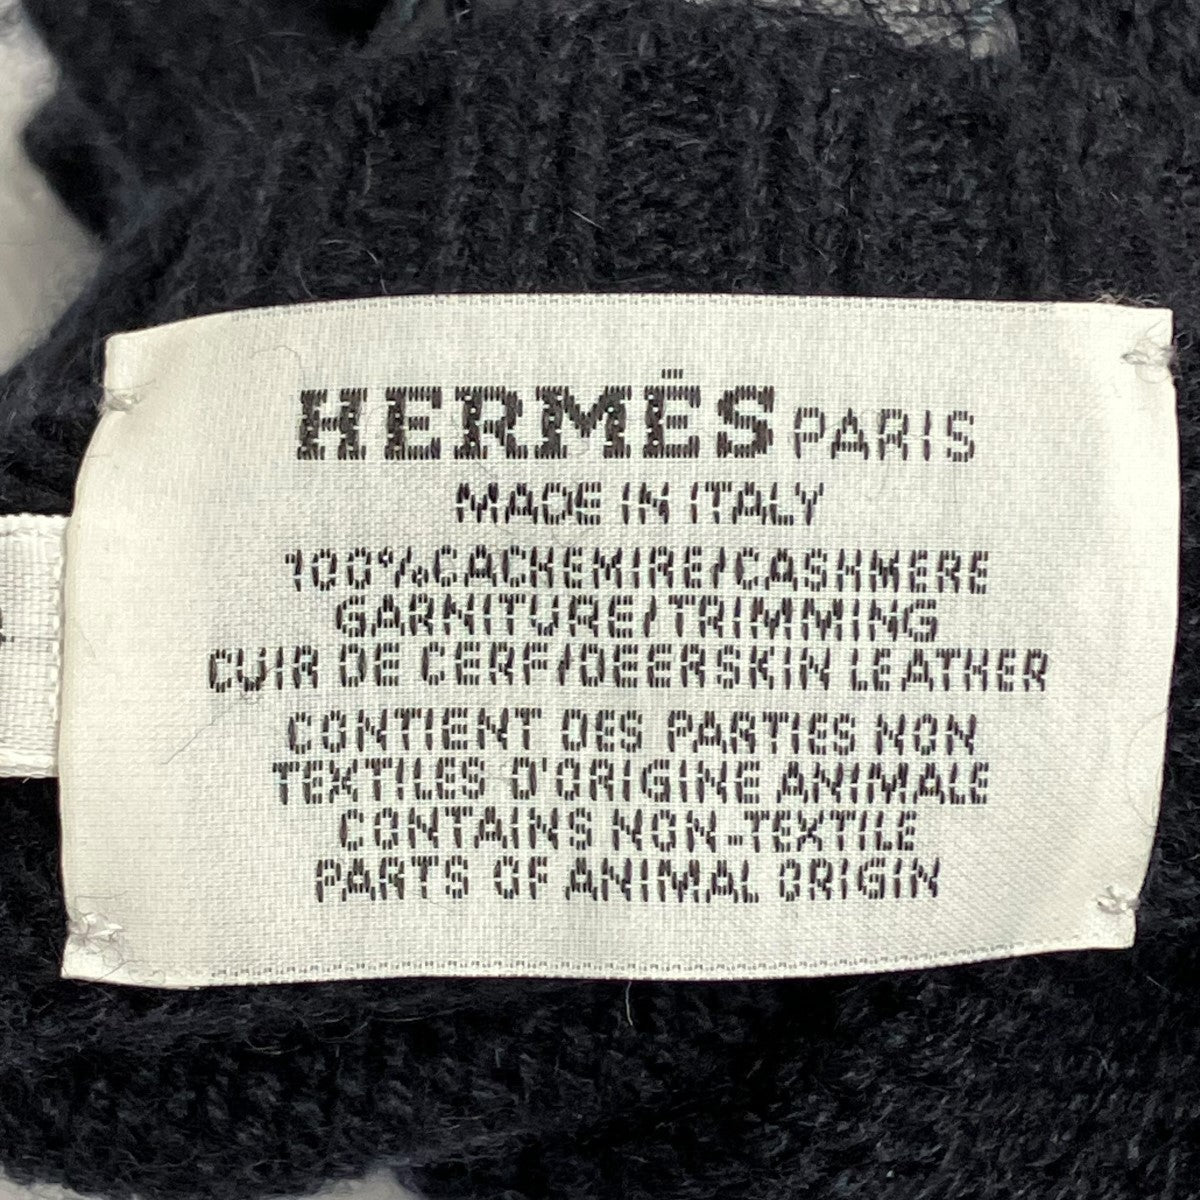 HERMÈS PARIS
MADE IN ITALY
100%CACHEMIRE/CASHMERE
GARNITURE/TRIMMING
CUIR DE CERF/DEERSKIN LEATHER
CONTIENT DES PARTIES NON
TEXTILES D'ORIGINE ANIMALE
CONTAINS NON-TEXTILE
PARTS OF ANIMAL ORIGIN